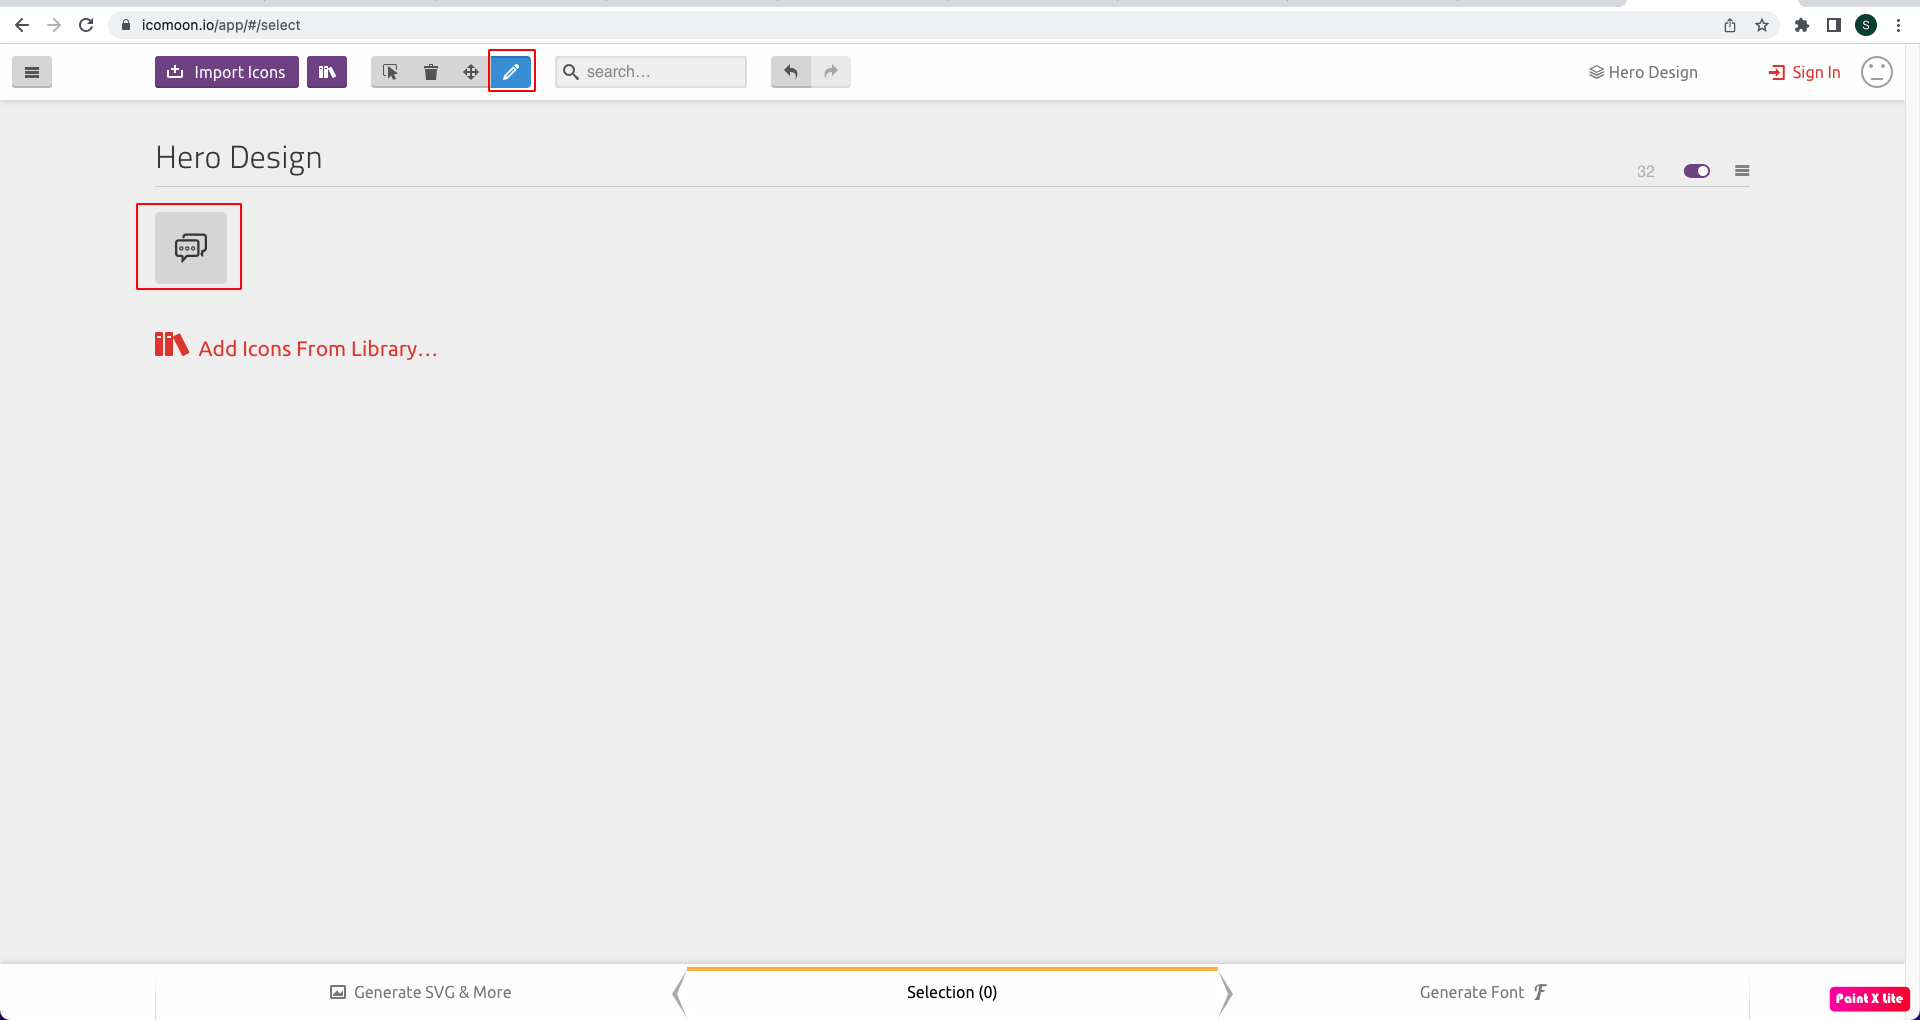 icomoon.io/app/#/select
S
Import Icons
search...
Hero Design
Sign In
Hero Design
32
Add Icons From Library...
Generate SVG & More
Selection (0)
Generate Font F
Paint X Lite